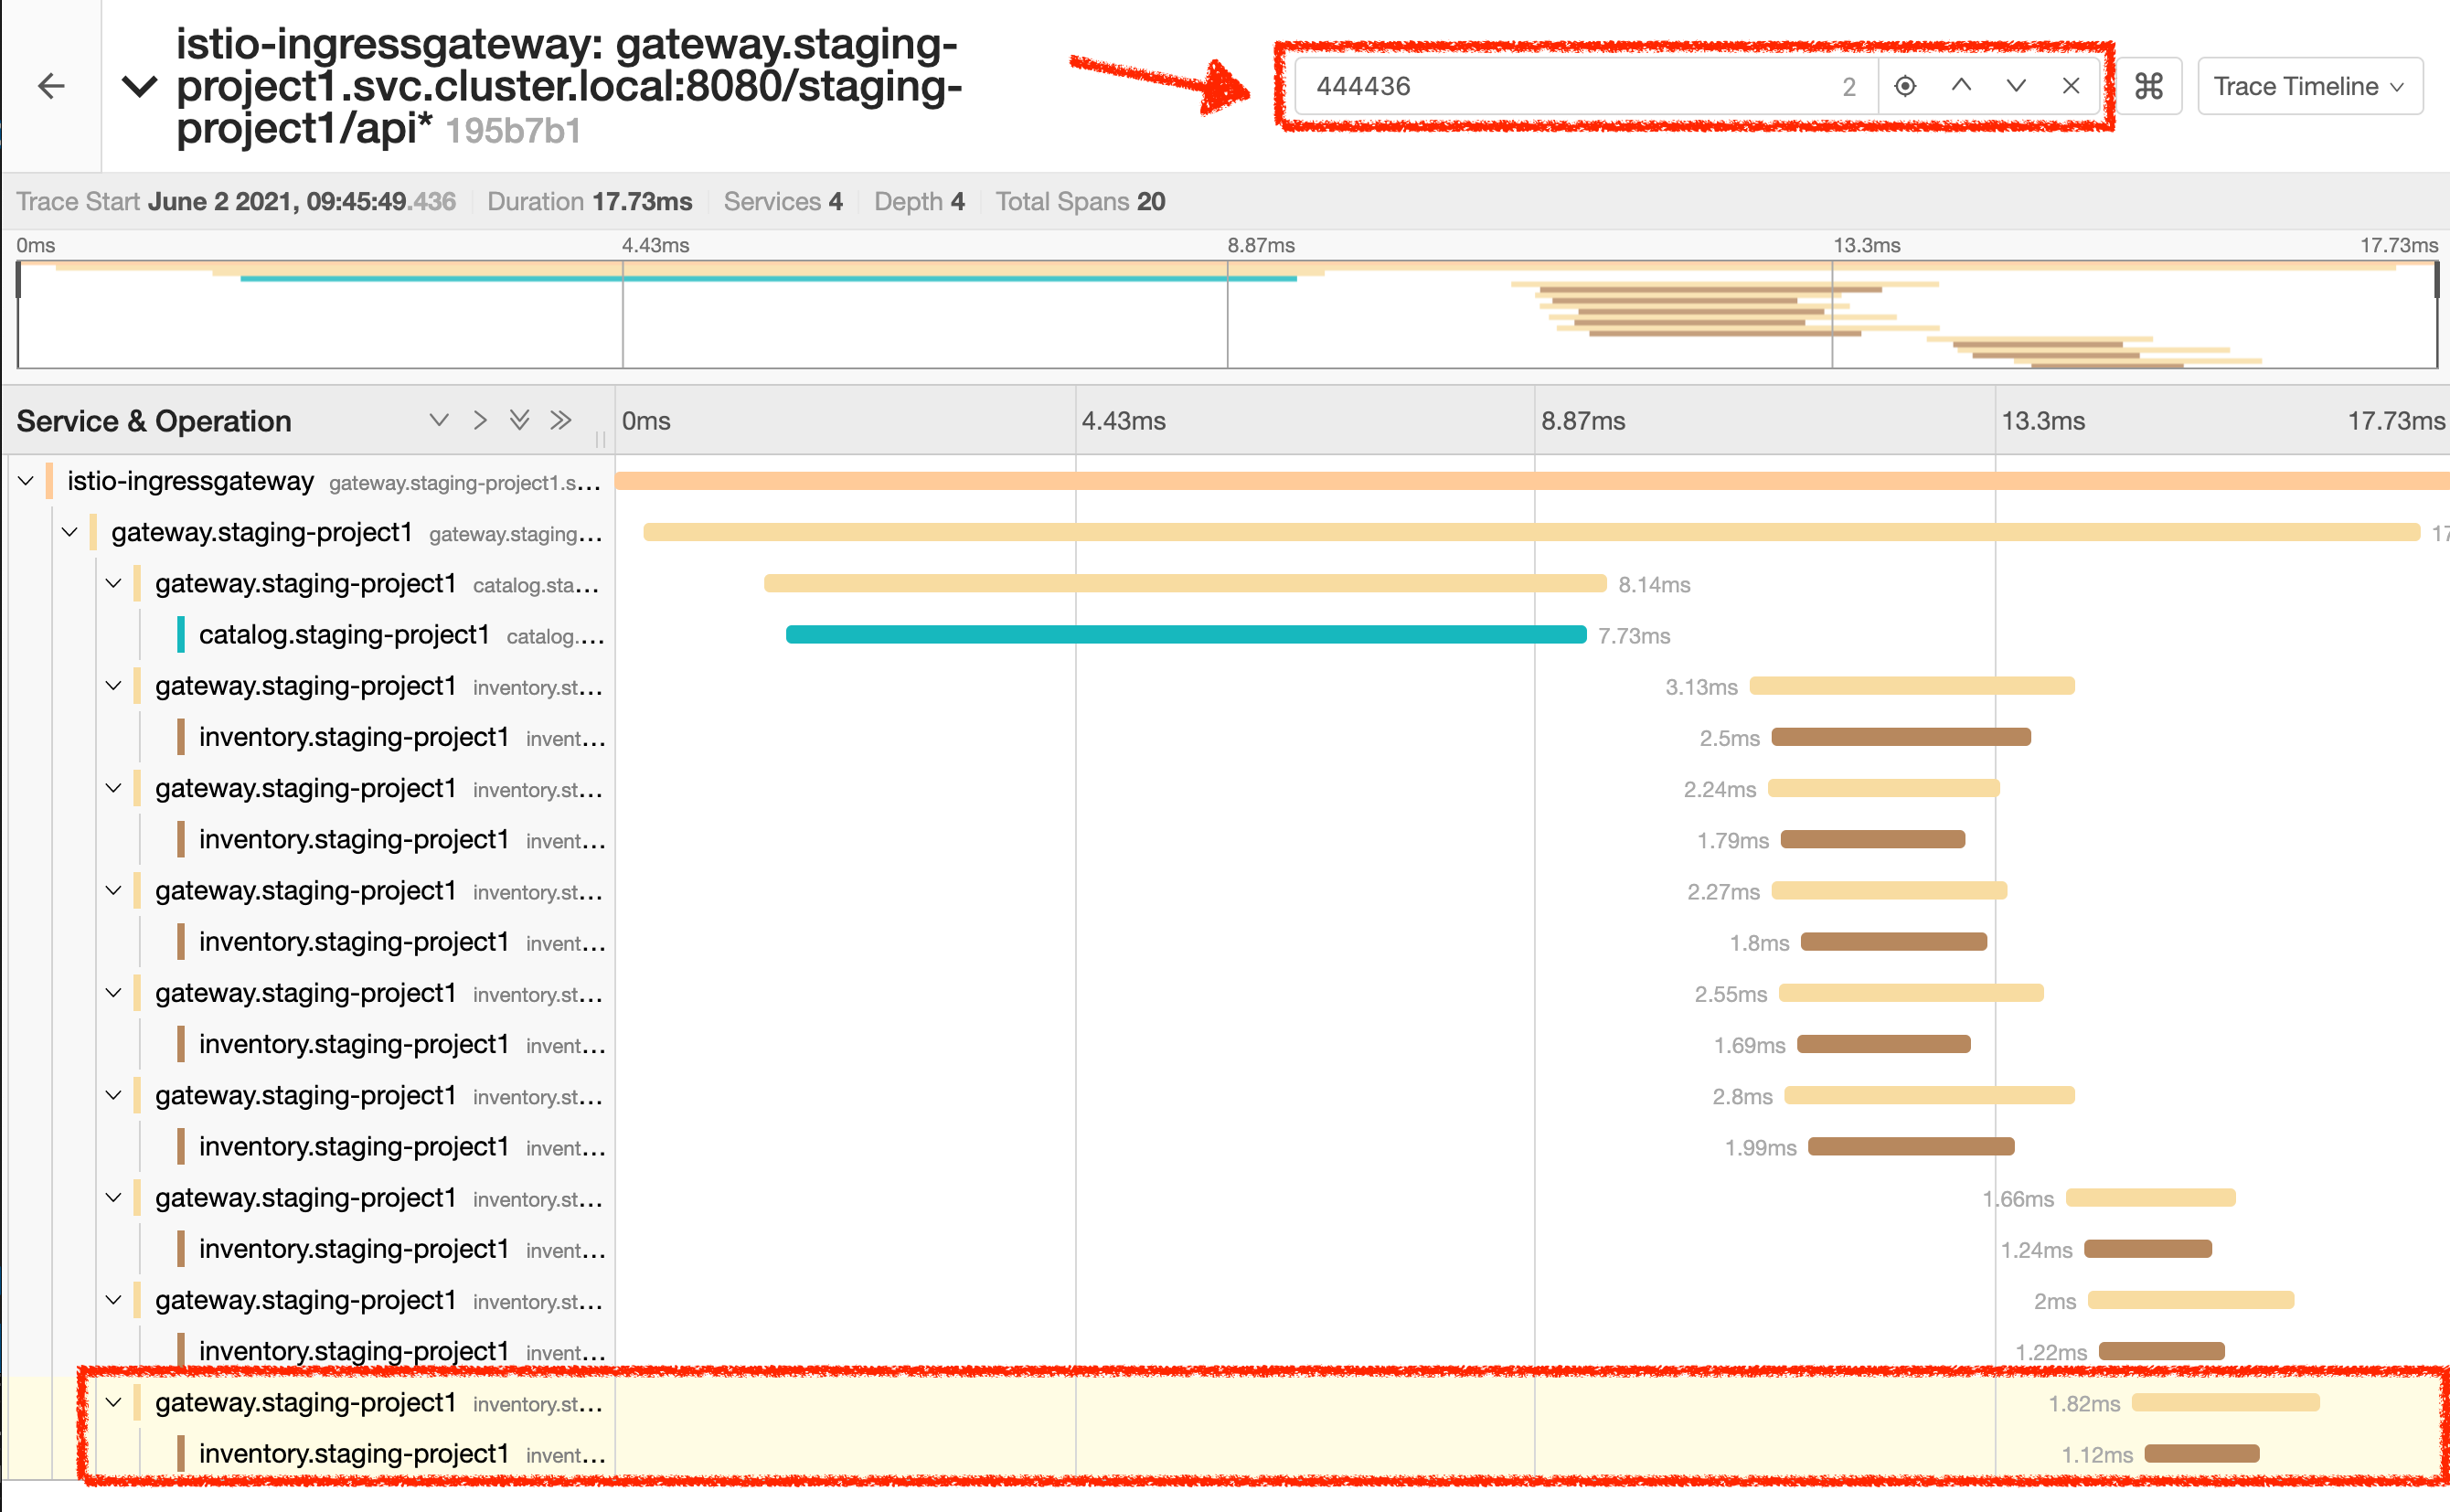 istio-ingressgateway: gateway.staging-
project1.svc.cluster.local:8080/staging-
project1/api* 195b7b1
444436 2
Trace Timeline
Trace Start June 2 2021, 09:45:49.436 Duration 17.73ms Services 4 Depth 4 Total Spans 20
0ms 4.43ms 8.87ms 13.3ms 17.73ms
Service & Operation 0ms 4.43ms 8.87ms 13.3ms 17.73ms
istio-ingressgateway gateway.staging-project1.s...
gateway.staging-project1 gateway.staging... 17
gateway.staging-project1 catalog.sta... 8.14ms
catalog.staging-project1 catalog.... 7.73ms
gateway.staging-project1 inventory.st... 3.13ms
inventory.staging-project1 invent... 2.5ms
gateway.staging-project1 inventory.st... 2.24ms
inventory.staging-project1 invent... 1.79ms
gateway.staging-project1 inventory.st... 2.27ms
inventory.staging-project1 invent... 1.8ms
gateway.staging-project1 inventory.st... 2.55ms
inventory.staging-project1 invent... 1.69ms
gateway.staging-project1 inventory.st... 2.8ms
inventory.staging-project1 invent... 1.99ms
gateway.staging-project1 inventory.st... 1.66ms
inventory.staging-project1 invent... 1.24ms
gateway.staging-project1 inventory.st... 2ms
inventory.staging-project1 invent... 1.22ms
gateway.staging-project1 inventory.st... 1.82ms
inventory.staging-project1 invent... 1.12ms